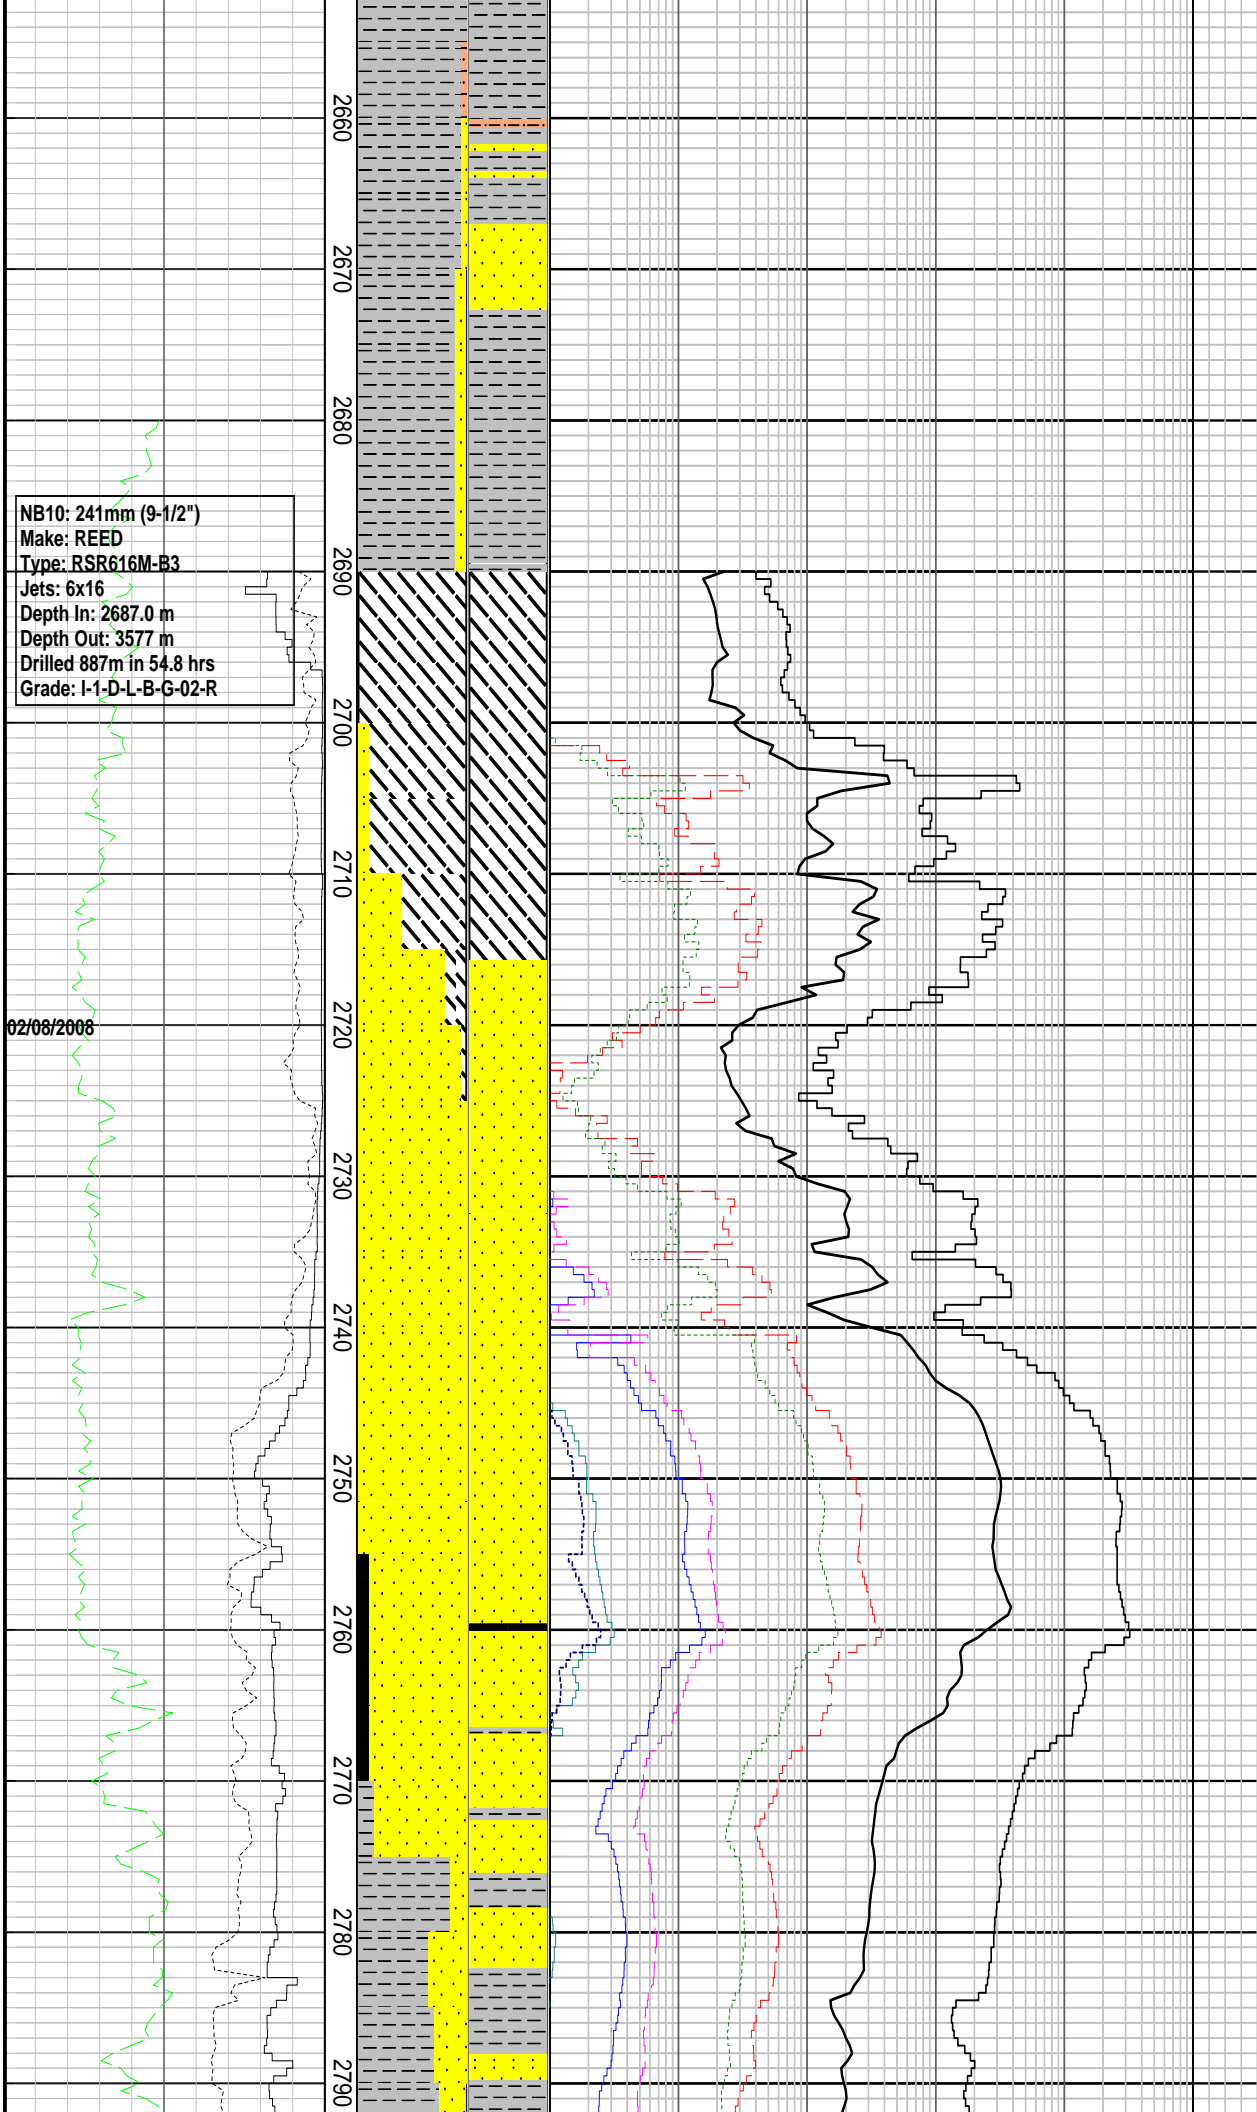 2660
2670
2680
NB10: 241mm (9-1/2")
Make: REED
Type: RSR616M-B3
Jets: 6x16
Depth In: 2687.0 m
Depth Out: 3577 m
Drilled 887m in 54.8 hrs
Grade: I-1-D-L-B-G-02-R
2690
2700
2710
02/08/2008
2720
2730
2740
2750
2760
2770
2780
2790